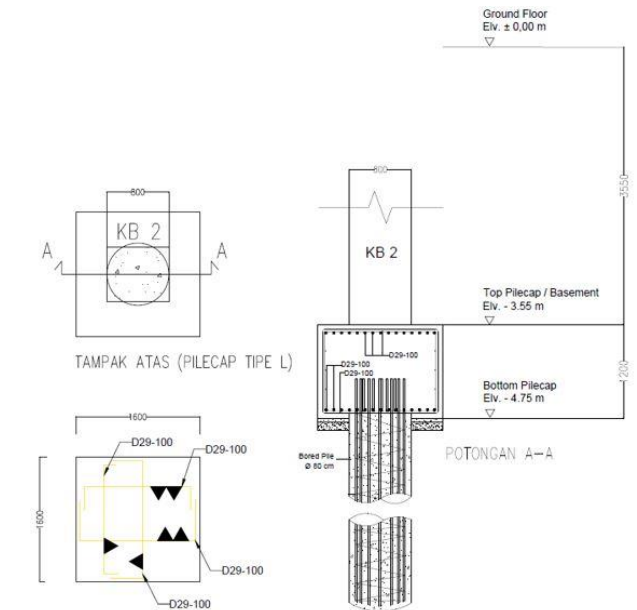 Ground Floor
Elv. ± 0,00 m
3550
800
KB 2
Top Pilecap / Basement
Elv. - 3.55 m
D29-100
D29-100
D29-100
1200
Bottom Pilecap
Elv. - 4.75 m
Bored Pile
Ø 80 cm
POTONGAN A-A
800
KB 2
A
A
TAMPAK ATAS (PILECAP TIPE L)
1600
1600
D29-100
D29-100
D29-100
D29-100